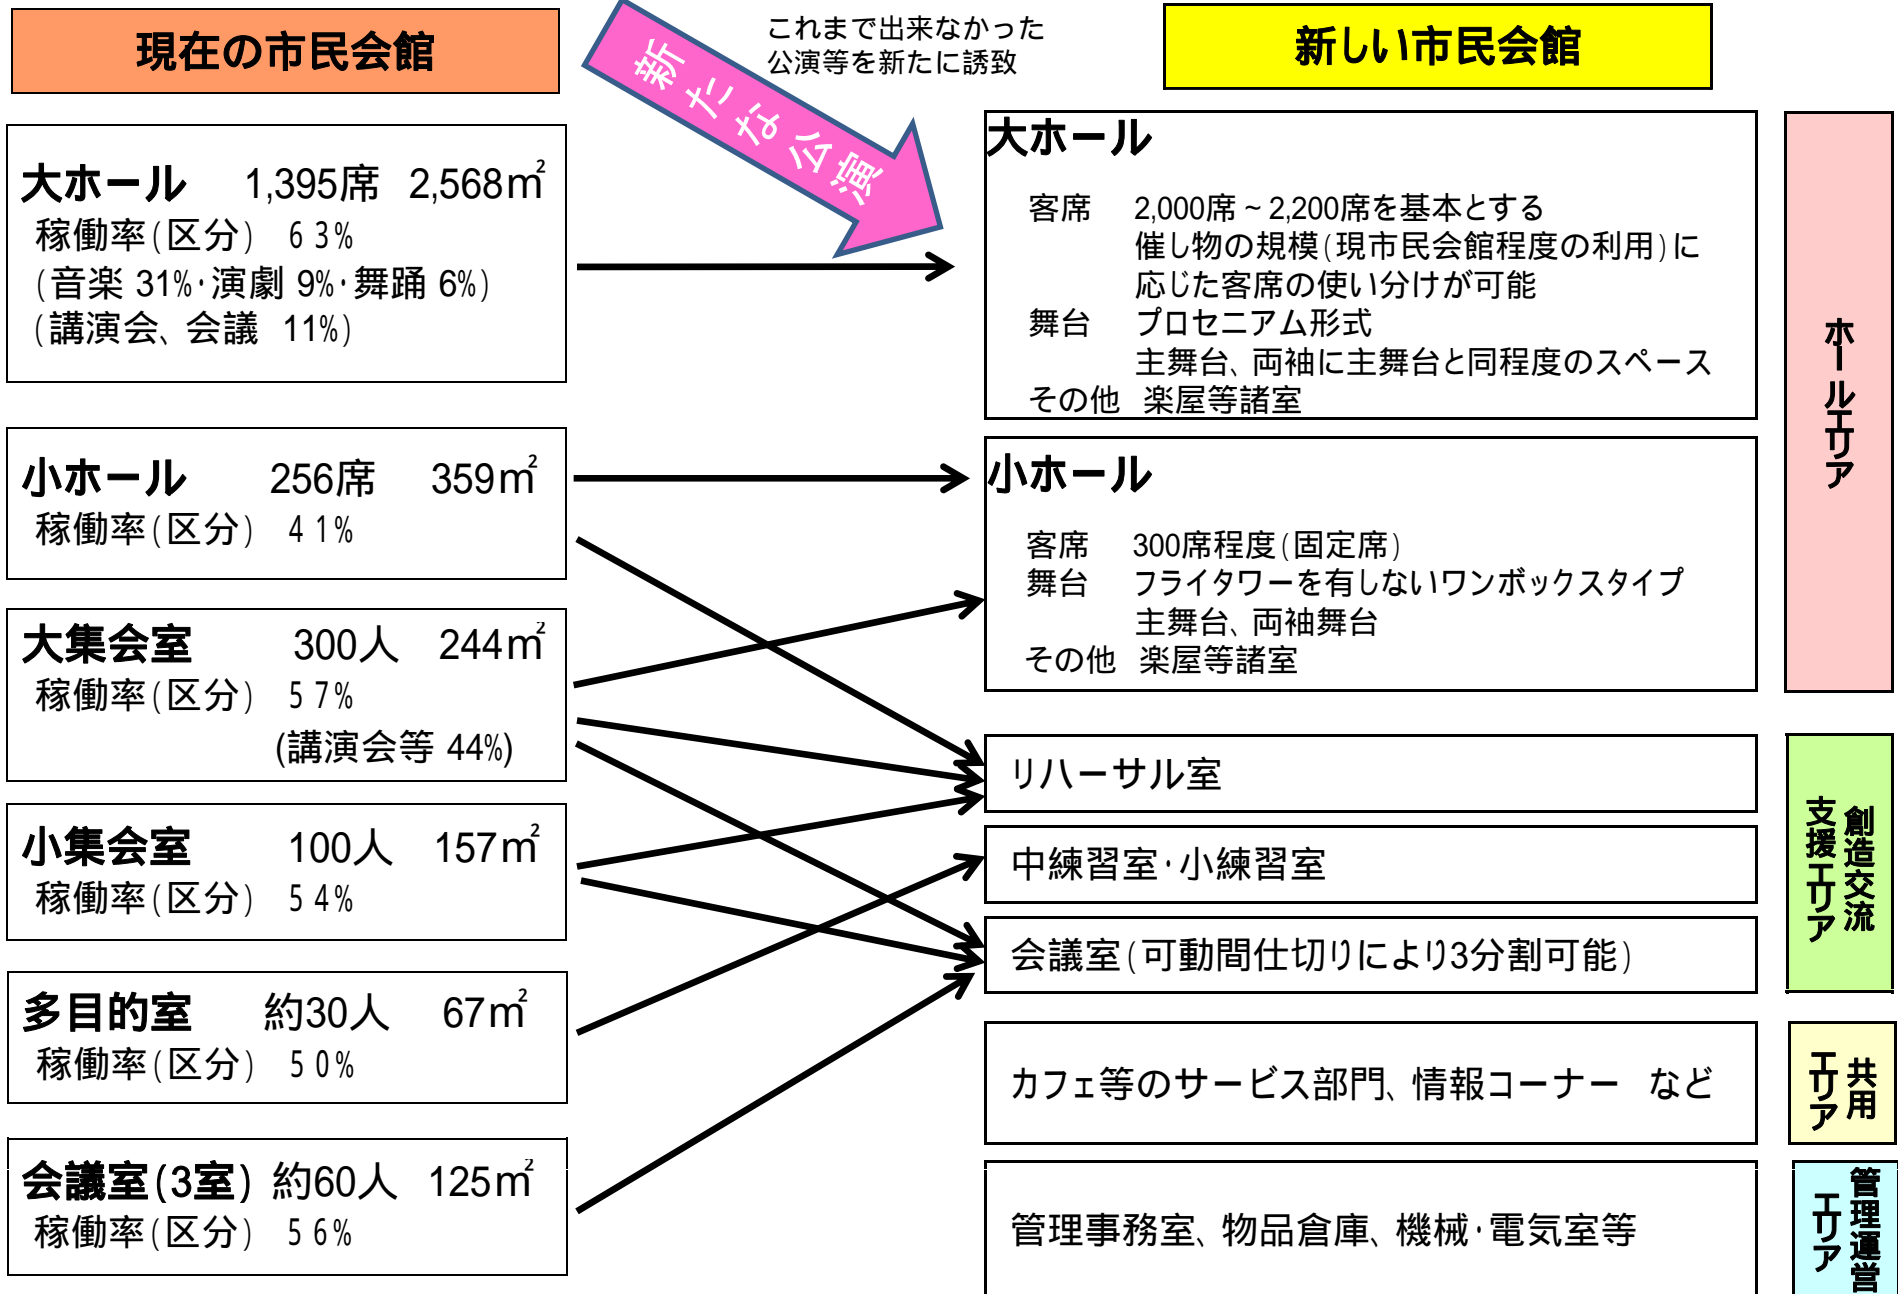 現在の市民会館
これまで出来なかった
公演等を新たに誘致
新たな公演
新しい市民会館
大ホール 1,395席 2,568㎡
稼働率(区分) 63%
(音楽 31%･演劇 9%･舞踊 6%)
(講演会、会議 11%)
小ホール 256席 359㎡
稼働率(区分) 41%
大集会室 300人 244㎡
稼働率(区分) 57%
(講演会等 44%)
小集会室 100人 157㎡
稼働率(区分) 54%
多目的室 約30人 67㎡
稼働率(区分) 50%
会議室(3室) 約60人 125㎡
稼働率(区分) 56%
大ホール
客席 2,000席~2,200席を基本とする
催し物の規模(現市民会館程度の利用)に
応じた客席の使い分けが可能
舞台 プロセニアム形式
主舞台、両袖に主舞台と同程度のスペース
その他 楽屋等諸室
小ホール
客席 300席程度(固定席)
舞台 フライタワーを有しないワンボックスタイプ
主舞台、両袖舞台
その他 楽屋等諸室
リハーサル室
中練習室･小練習室
会議室(可動間仕切りにより3分割可能)
カフェ等のサービス部門、情報コーナー など
管理事務室、物品倉庫、機械･電気室等
ホールエリア
創造交流
支援エリア
共用
エリア
管理運営
エリア